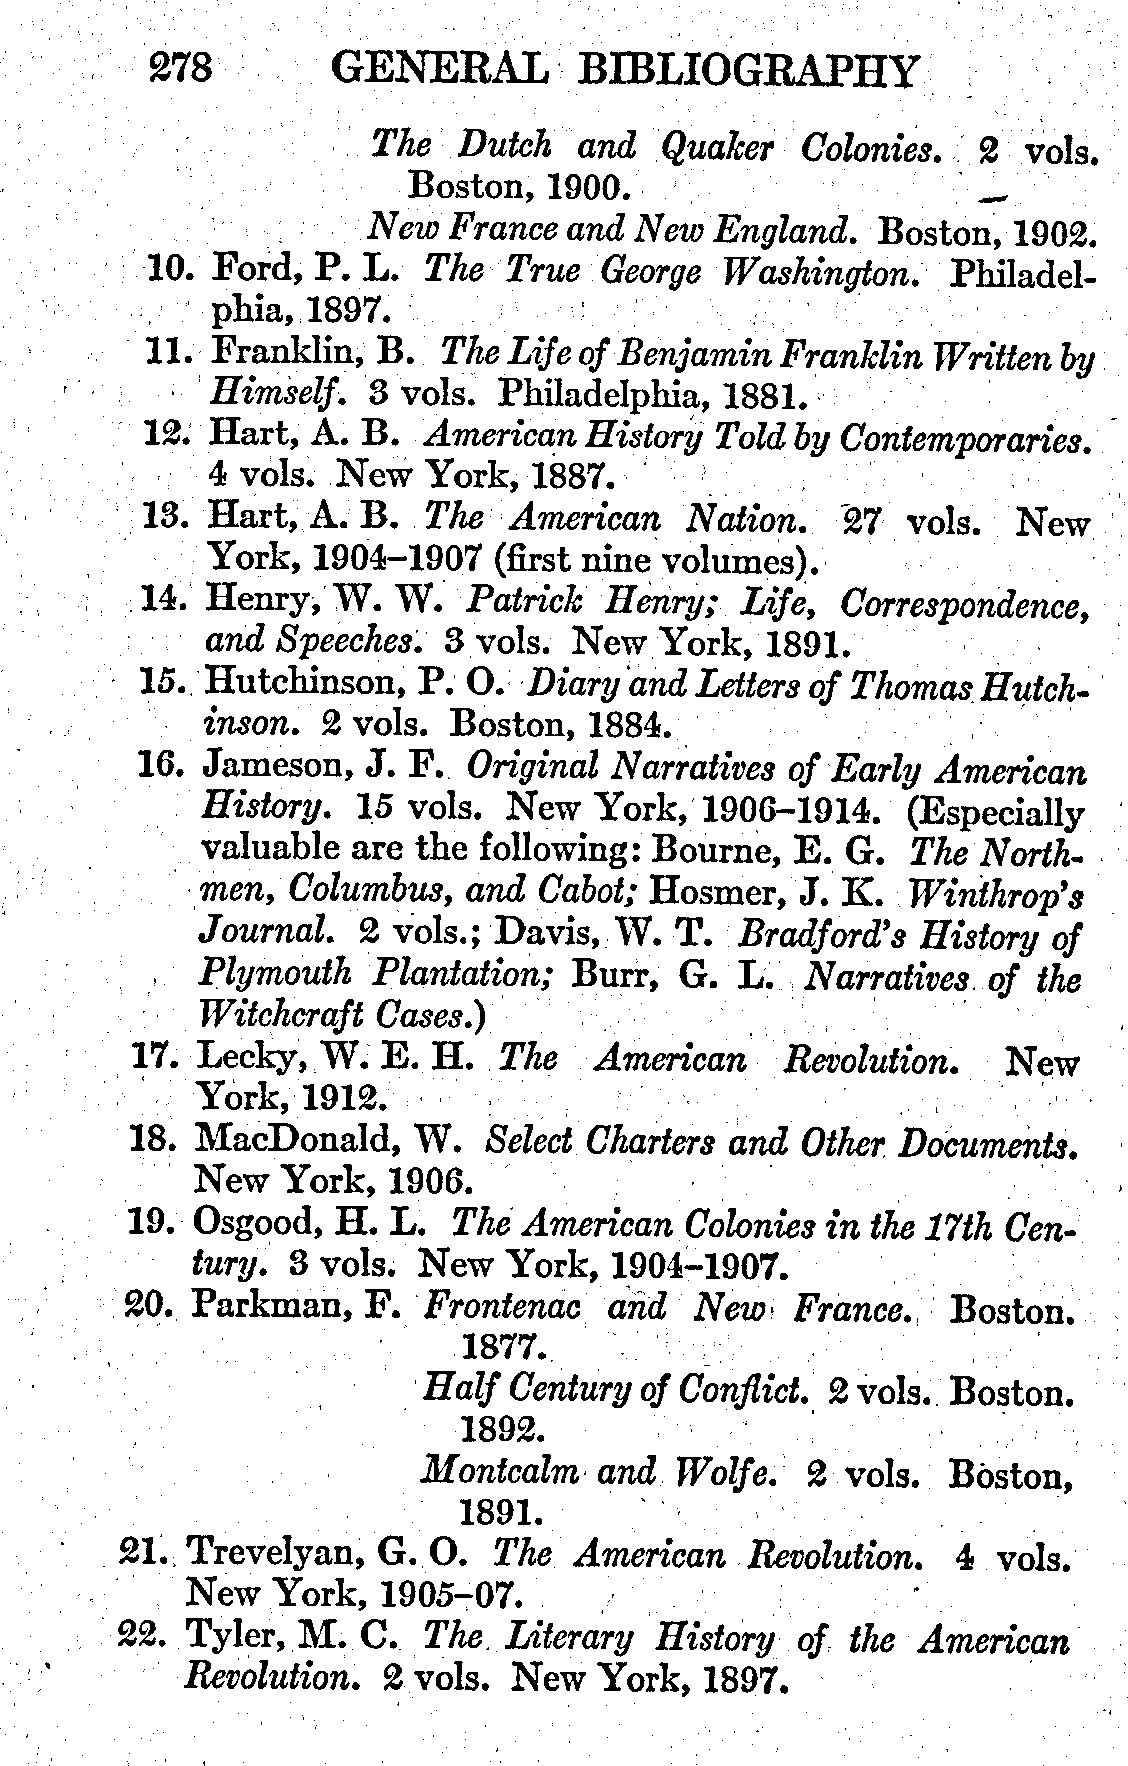 278 GENERAL BIBLIOGRAPHY
The Dutch and Quaker Colonies. 2 vols.
Boston, 1900.
New France and New England. Boston, 1902.
10. Ford, P. L. The True George Washington. Philadel-
phia, 1897.
11. Franklin, B. The Life of Benjamin Franklin Written by
Himself. 3 vols. Philadelphia, 1881.
12. Hart, A. B. American History Told by Contemporaries.
4 vols. New York, 1887.
13. Hart, A. B. The American Nation. 27 vols. New
York, 1904–1907 (first nine volumes).
14. Henry, W. W. Patrick Henry; Life, Correspondence,
and Speeches. 3 vols. New York, 1891.
15. Hutchinson, P. O. Diary and Letters of Thomas Hutch-
inson. 2 vols. Boston, 1884.
16. Jameson, J. F. Original Narratives of Early American
History. 15 vols. New York, 1906–1914. (Especially
valuable are the following: Bourne, E. G. The North-
men, Columbus, and Cabot; Hosmer, J. K. Winthrop's
Journal. 2 vols.; Davis, W. T. Bradford's History of
Plymouth Plantation; Burr, G. L. Narratives of the
Witchcraft Cases.)
17. Lecky, W. E. H. The American Revolution. New
York, 1912.
18. MacDonald, W. Select Charters and Other Documents.
New York, 1906.
19. Osgood, H. L. The American Colonies in the 17th Cen-
tury. 3 vols. New York, 1904–1907.
20. Parkman, F. Frontenac and New France. Boston.
1877.
Half Century of Conflict. 2 vols. Boston.
1892.
Montcalm and Wolfe. 2 vols. Boston,
1891.
21. Trevelyan, G. O. The American Revolution. 4 vols.
New York, 1905–07.
22. Tyler, M. C. The Literary History of the American
Revolution. 2 vols. New York, 1897.